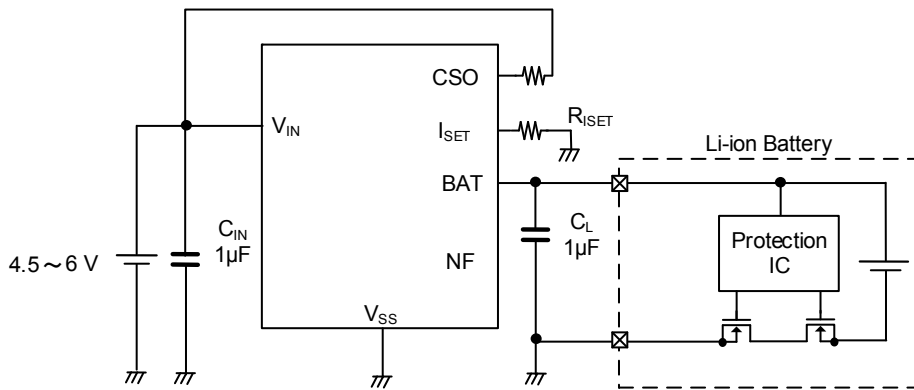 CSO
V_IN
I_SET
R_ISET
Li-ion Battery
BAT
C_IN
1µF
C_L
1µF
Protection
IC
4.5～6 V
NF
V_SS